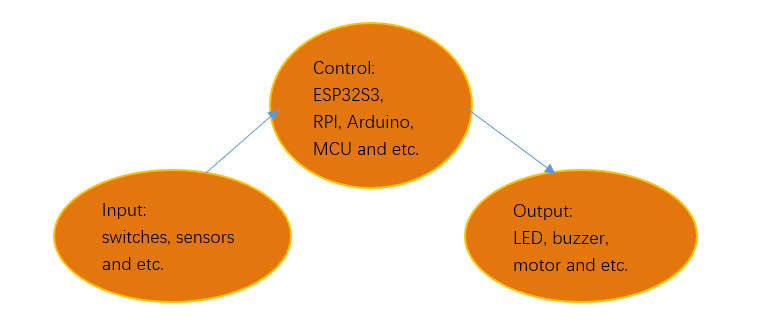 Control:
ESP32S3,
RPI, Arduino,
MCU and etc.
Input:
switches, sensors
and etc.
Output:
LED, buzzer,
motor and etc.